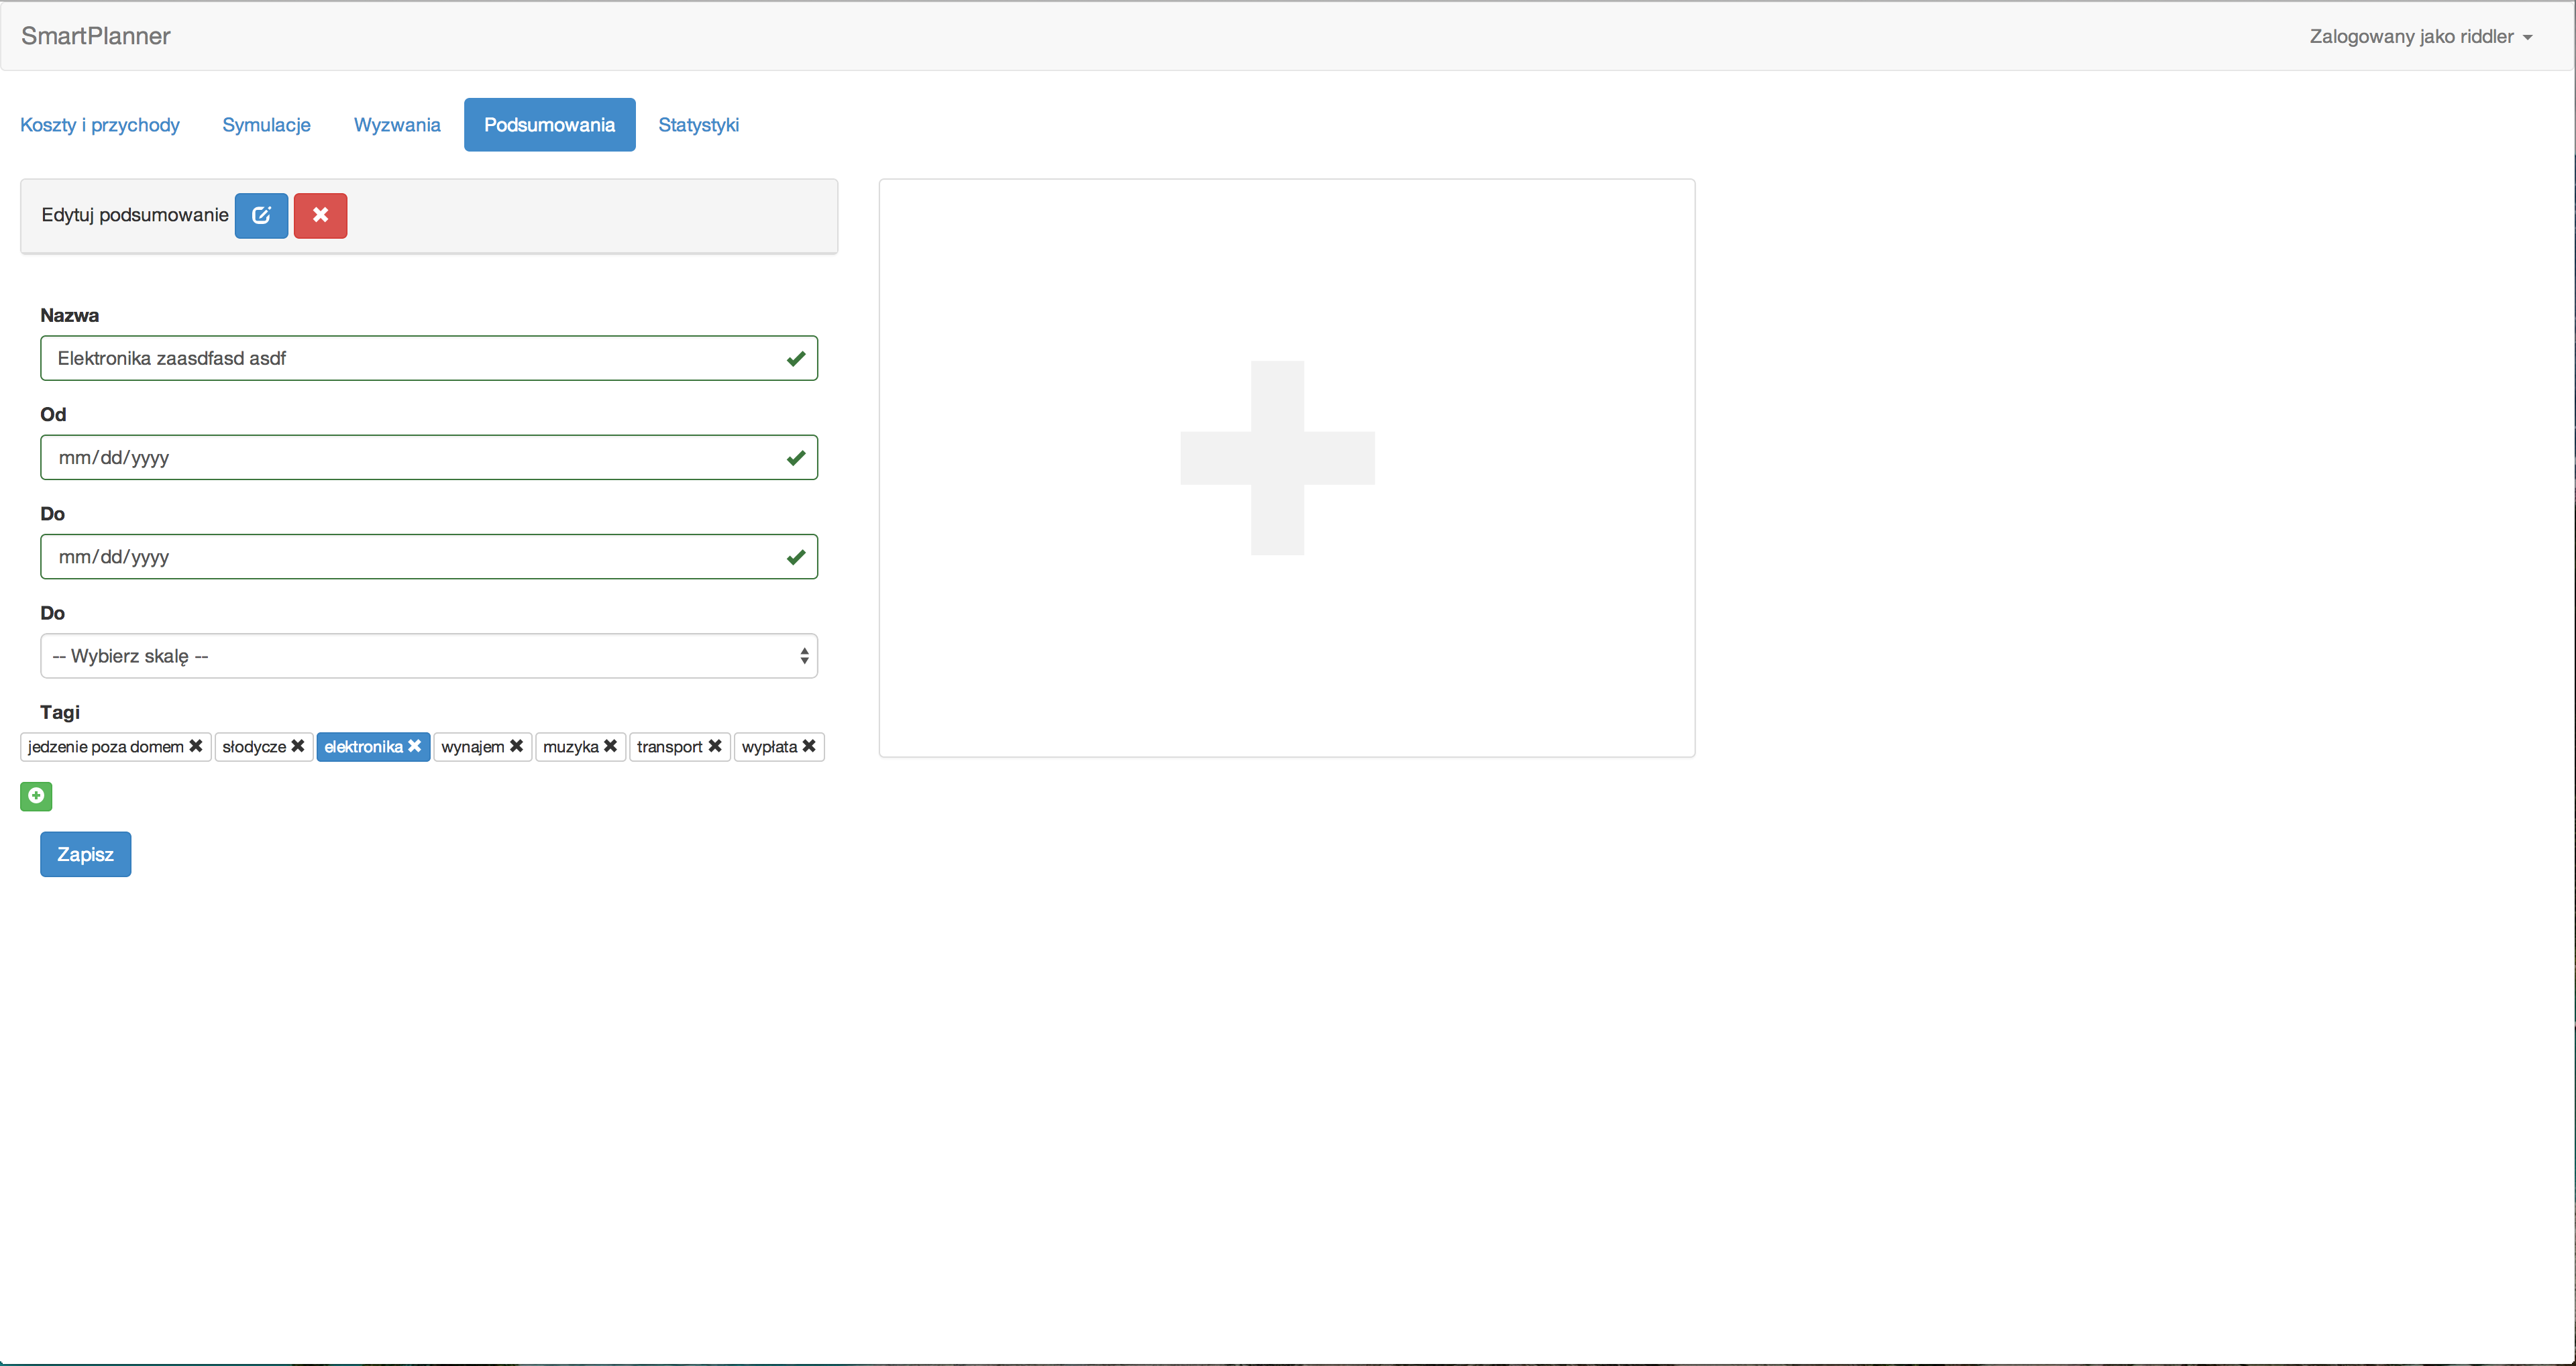 SmartPlanner
Zalogowany jako riddler
Koszty i przychody Symulacje Wyzwania Podsumowania Statystyki
Edytuj podsumowanie
Nazwa
Elektronika zaasdfasd asdf
Od
mm/dd/yyyy
Do
mm/dd/yyyy
Do
-- Wybierz skalę --
Tagi
jedzenie poza domem słodycze elektronika wynajem muzyka transport wypłata
Zapisz